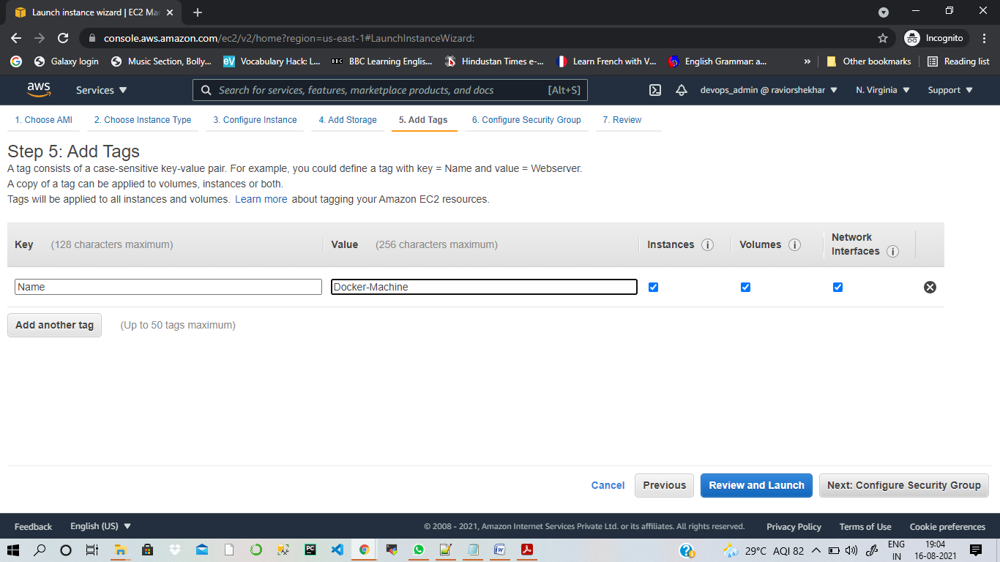 Launch instance wizard | EC2 Ma
console.aws.amazon.com/ec2/v2/home?region=us-east-1#LaunchInstanceWizard:
Incognito
Galaxy login
Music Section, Bolly...
eV
Vocabulary Hack: L...
BBC
BBC Learning Englis...
Hindustan Times e-...
Learn French with V...
English Grammar: a...
»
Other bookmarks
Reading list
aws
Services
Search for services, features, marketplace products, and docs
[Alt+S]
devops_admin @ raviorshekhar
N. Virginia
Support
1. Choose AMI
2. Choose Instance Type
3. Configure Instance
4. Add Storage
5. Add Tags
6. Configure Security Group
7. Review
Step 5: Add Tags
A tag consists of a case-sensitive key-value pair. For example, you could define a tag with key = Name and value = Webserver.
A copy of a tag can be applied to volumes, instances or both.
Tags will be applied to all instances and volumes. Learn more about tagging your Amazon EC2 resources.
Key (128 characters maximum)
Value (256 characters maximum)
Instances
Volumes
Network
Interfaces
Name
Docker-Machine
Add another tag
(Up to 50 tags maximum)
Cancel
Previous
Review and Launch
Next: Configure Security Group
Feedback
English (US)
© 2008 - 2021, Amazon Internet Services Private Ltd. or its affiliates. All rights reserved.
Privacy Policy
Terms of Use
Cookie preferences
PC
29°C AQI 82
ENG
IN
19:04
16-08-2021